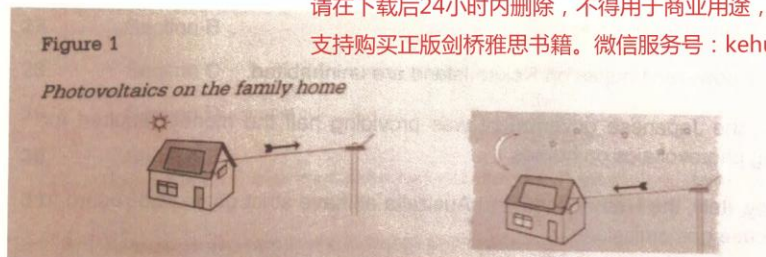 请在下载后24小时内删除，不得用于商业用途，
支持购买正版剑桥雅思书籍。微信服务号：kehu
Figure 1
Photovoltaics on the family home